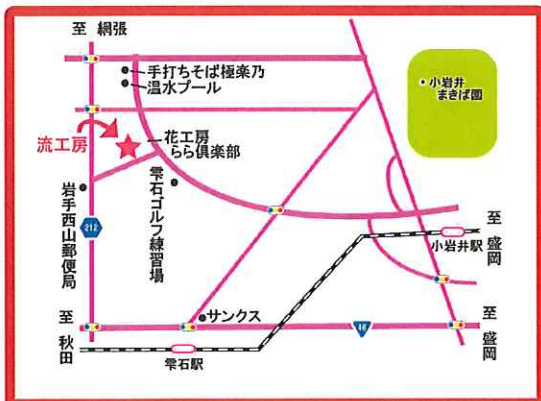 至 網張
手打ちそば極楽乃
温水プール
小岩井
まきば園
流工房
花工房
らら倶楽部
岩手西山郵便局
212
雫石ゴルフ練習場
至 盛岡
小岩井駅
サンクス
至 秋田
46
至 盛岡
雫石駅